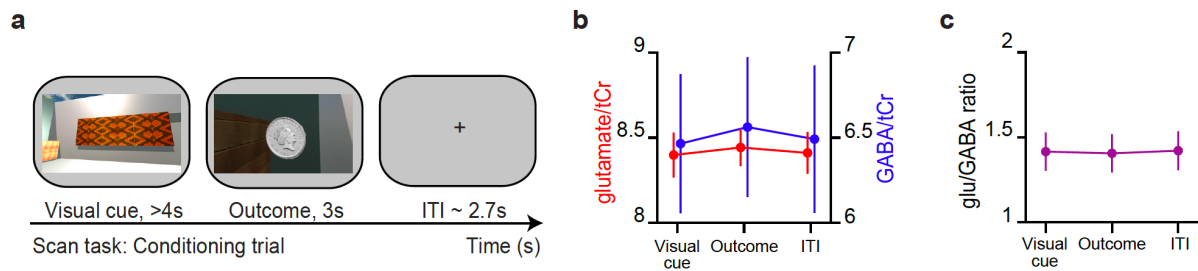 a
Visual cue, >4s
Outcome, 3s
+
ITI ~ 2.7s
Scan task: Conditioning trial
Time (s)
b
glutamate/tCr
9
8.5
8
GABA/tCr
7
6.5
6
Visual
cue
Outcome
ITI
c
glu/GABA ratio
2
1.5
1
Visual
cue
Outcome
ITI